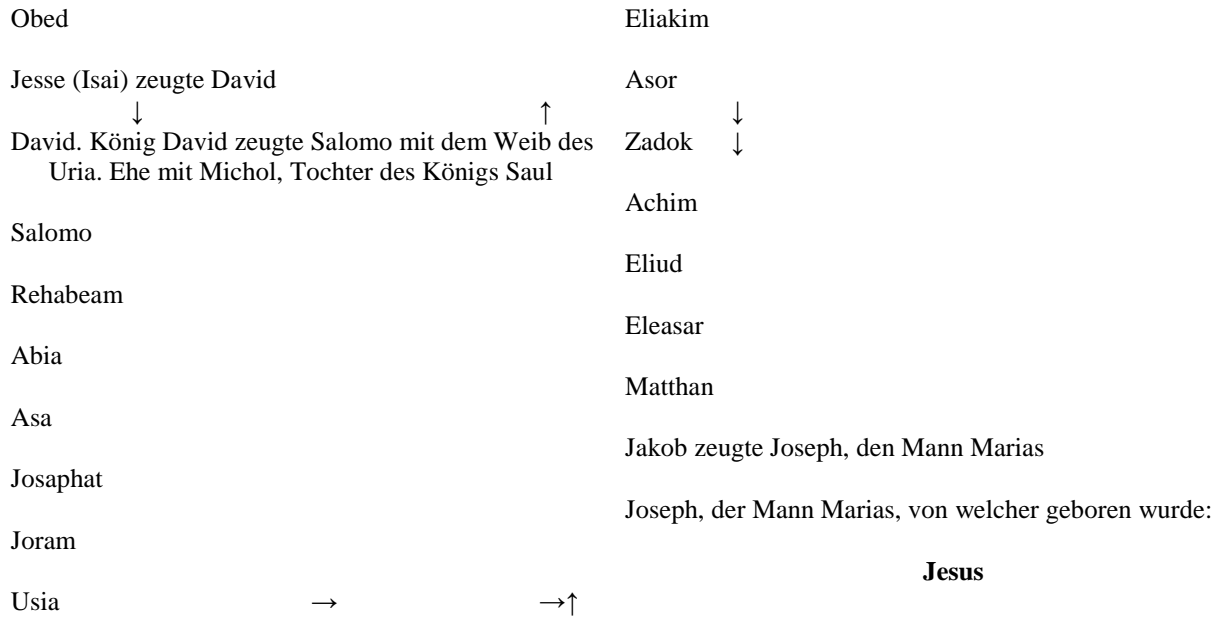 Obed
Jesse (Isai) zeugte David
↓ ↑
David. König David zeugte Salomo mit dem Weib des
Uria. Ehe mit Michol, Tochter des Königs Saul
Salomo
Rehabeam
Abia
Asa
Josaphat
Joram
Usia → →↑
Eliakim
Asor
↓
Zadok ↓
Achim
Eliud
Eleasar
Matthan
Jakob zeugte Joseph, den Mann Marias
Joseph, der Mann Marias, von welcher geboren wurde:
Jesus